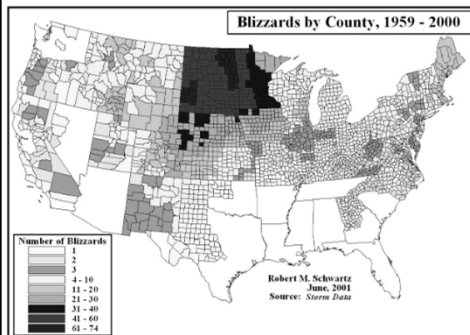 Blizzards by County, 1959 - 2000
Number of Blizzards
1
2
3
4 - 10
11 - 20
21 - 30
31 - 40
41 - 60
61 - 74
Robert M. Schwartz
June, 2001
Source: Storm Data